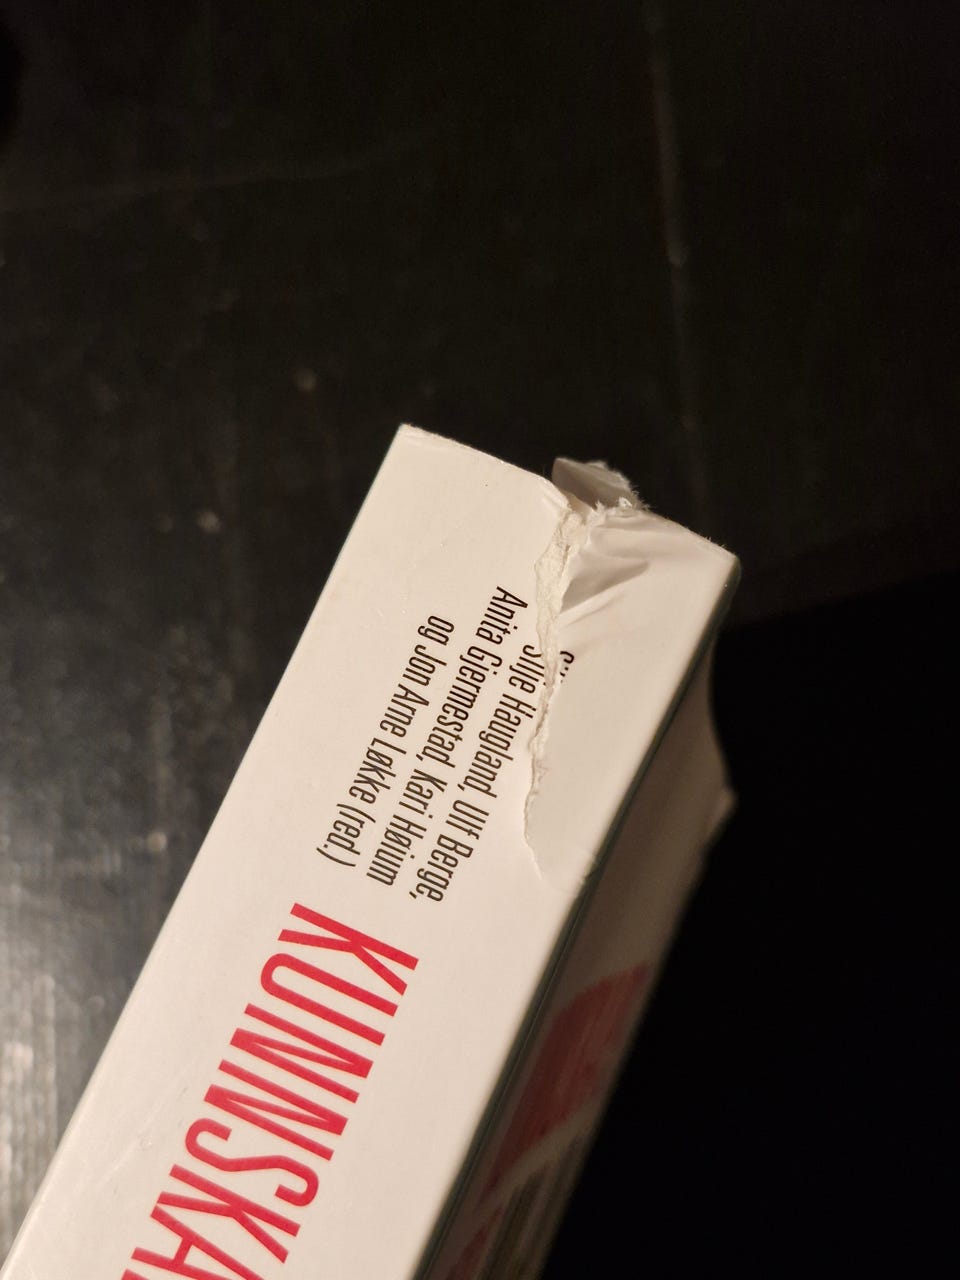 Silje Haugland, Ulf Berge,
Anita Gjermestad, Kari Høium
og Jon Arne Løkke (red.)
KUNNSKA